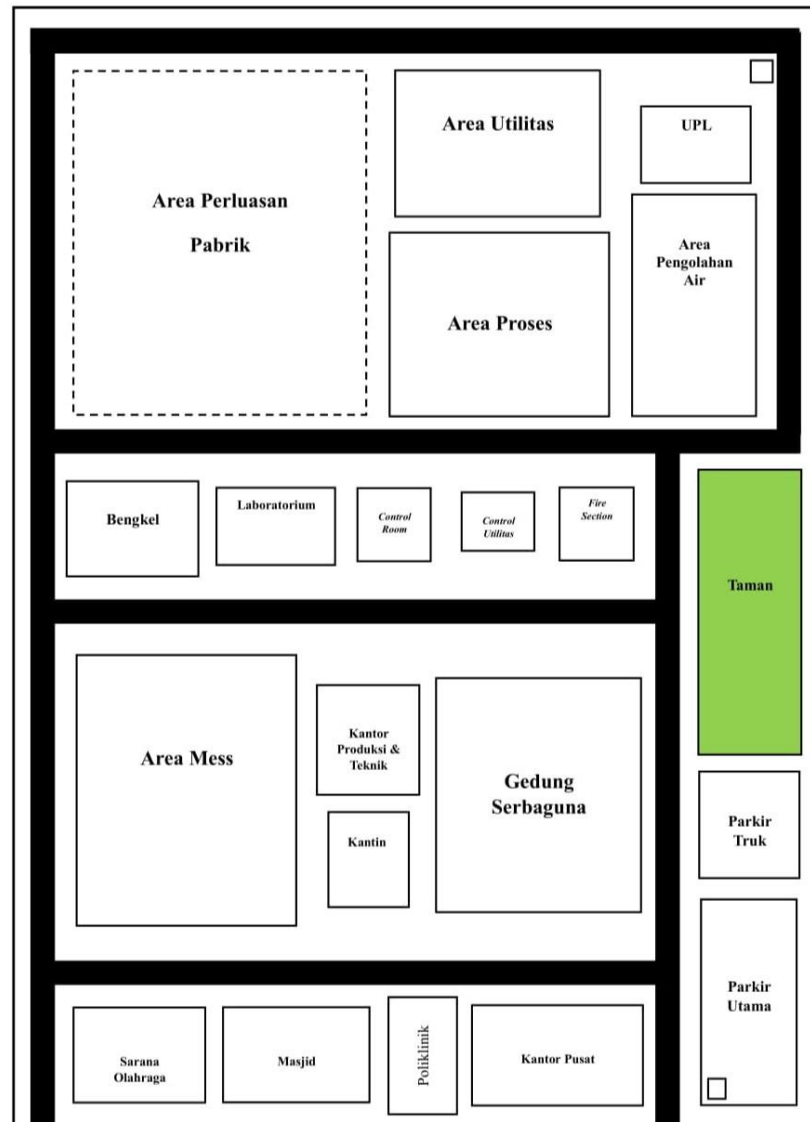 Area Utilitas
UPL
Area Perluasan
Pabrik
Area
Pengolahan
Air
Area Proses
Bengkel
Laboratorium
Control
Room
Control
Utilitas
Fire
Section
Taman
Area Mess
Kantor
Produksi &
Teknik
Kantin
Gedung
Serbaguna
Parkir
Truk
Parkir
Utama
Sarana
Olahraga
Masjid
Poliklinik
Kantor Pusat